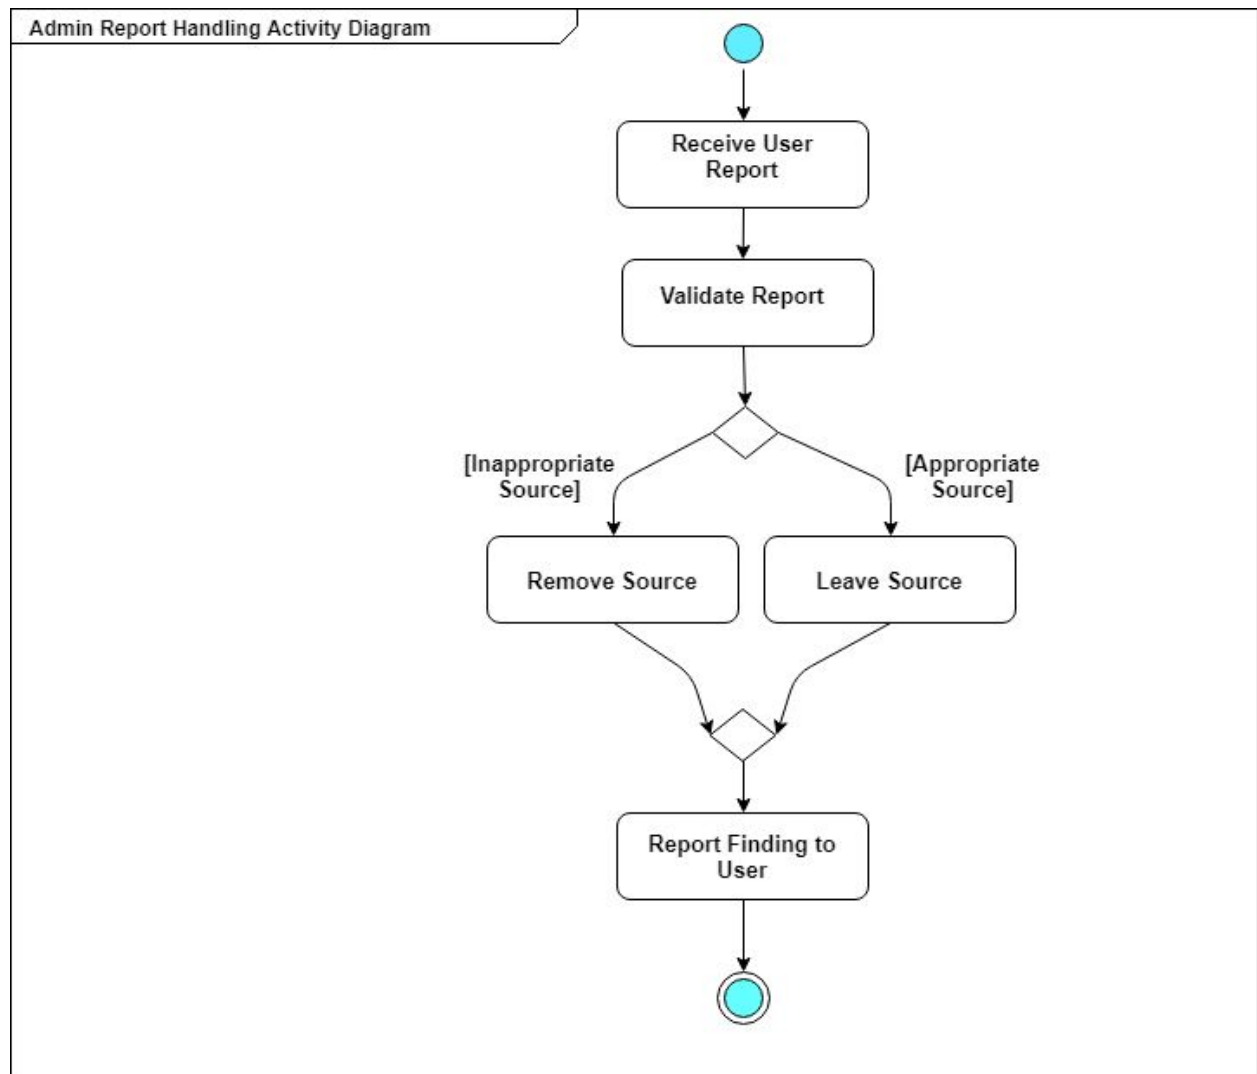 Admin Report Handling Activity Diagram
Receive User
Report
Validate Report
[Inappropriate
Source]
[Appropriate
Source]
Remove Source
Leave Source
Report Finding to
User